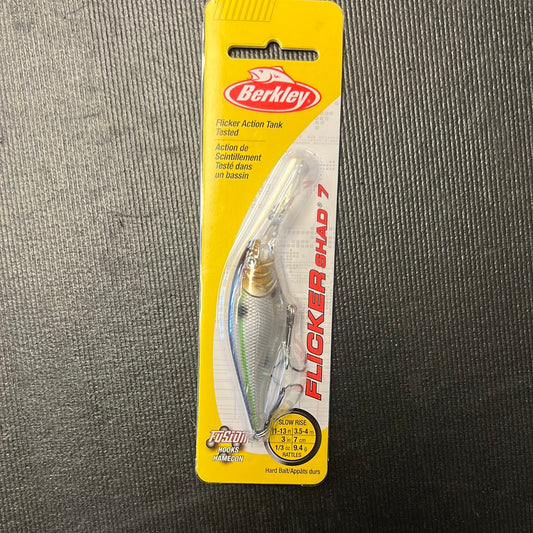 Berkley
Flicker Action Tank
Tested
Action de
Scintillement
Testé dans
un bassin
FLICKER SHAD® 7
FUSION
HOOKS
HAMECON
SLOW RISE
11-13 ft 3.5-4 m
3 in 7 cm
1/3 oz 9.4 g
RATTLES
Hard Bait/Appâts durs